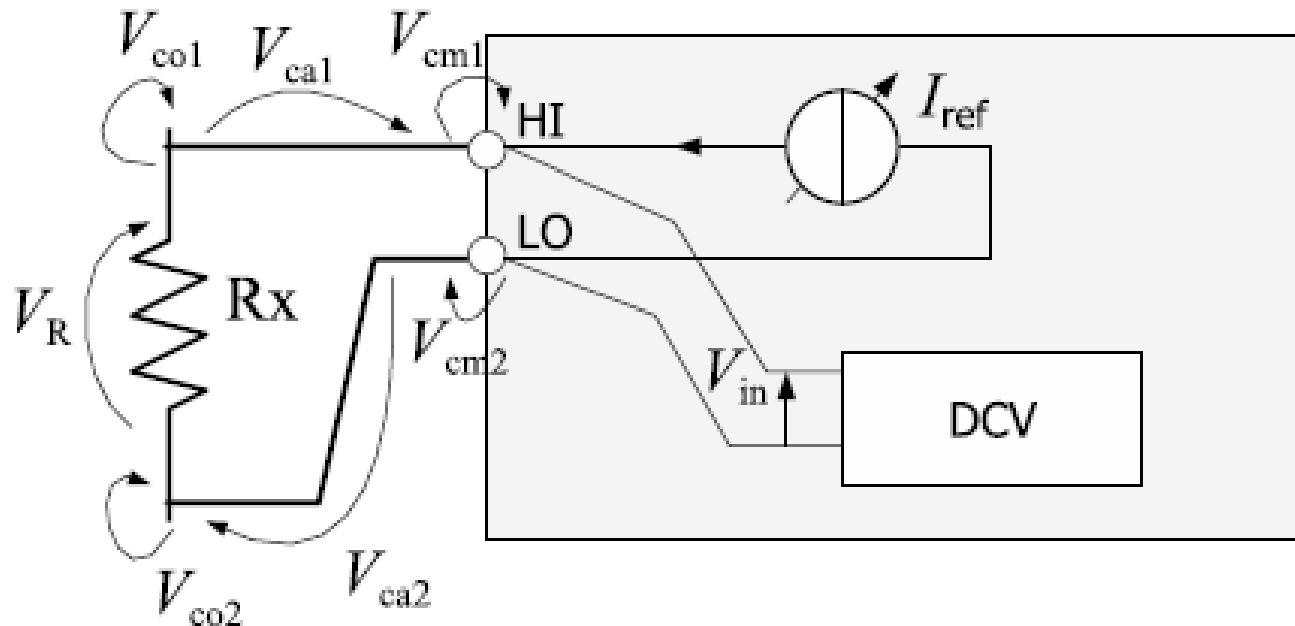 Vco1
Vca1
Vcm1
HI
Iref
LO
VR
Rx
Vcm2
Vin
DCV
Vca2
Vco2